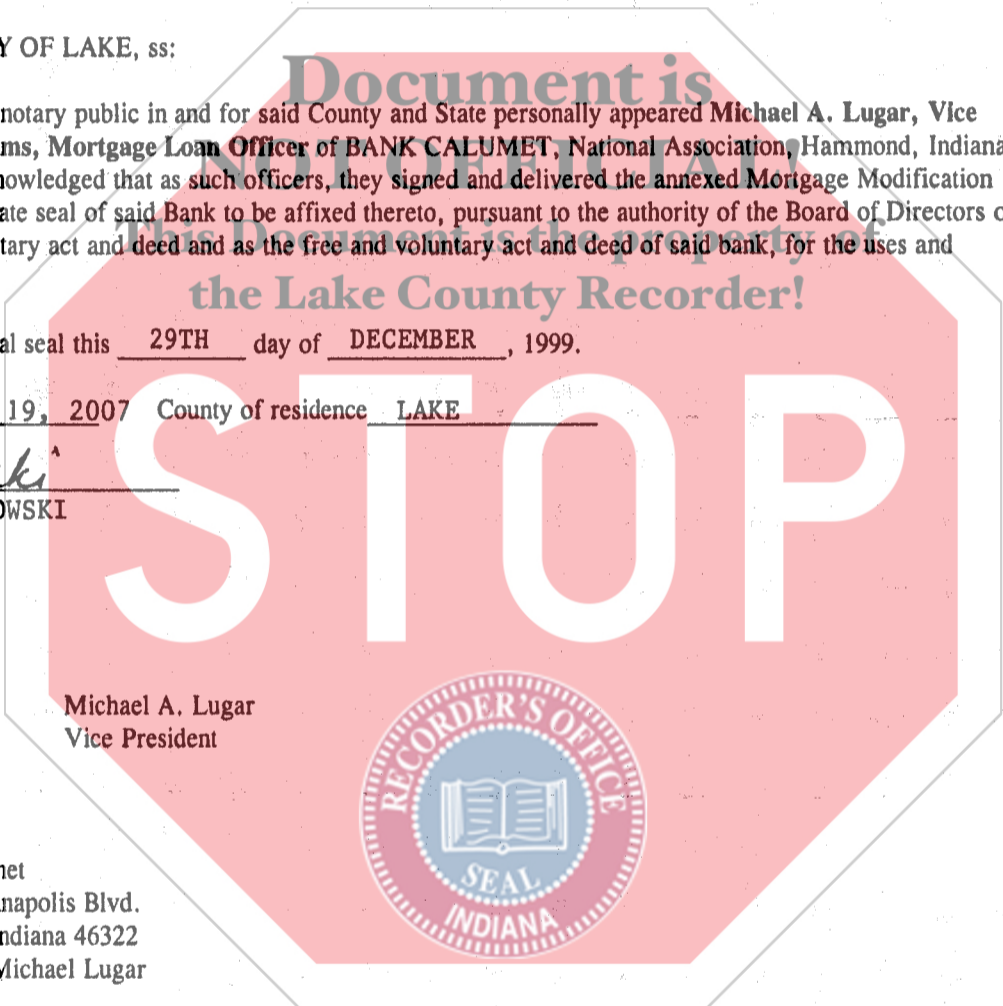 Y OF LAKE, ss:
Document is
notary public in and for said County and State personally appeared Michael A. Lugar, Vice
ms, Mortgage Loan Officer of BANK CALUMET, National Association, Hammond, Indiana
NOT OFFICIAL!
nowledged that as such officers, they signed and delivered the annexed Mortgage Modification
ate seal of said Bank to be affixed thereto, pursuant to the authority of the Board of Directors o
This Document is the property of
tary act and deed and as the free and voluntary act and deed of said bank, for the uses and
the Lake County Recorder!
al seal this 29TH day of DECEMBER, 1999.
19, 2007 County of residence LAKE
ki
OWSKI
STOP
Michael A. Lugar
Vice President
RECORDER'S OFFICE
SEAL
INDIANA
net
napolis Blvd.
ndiana 46322
Michael Lugar